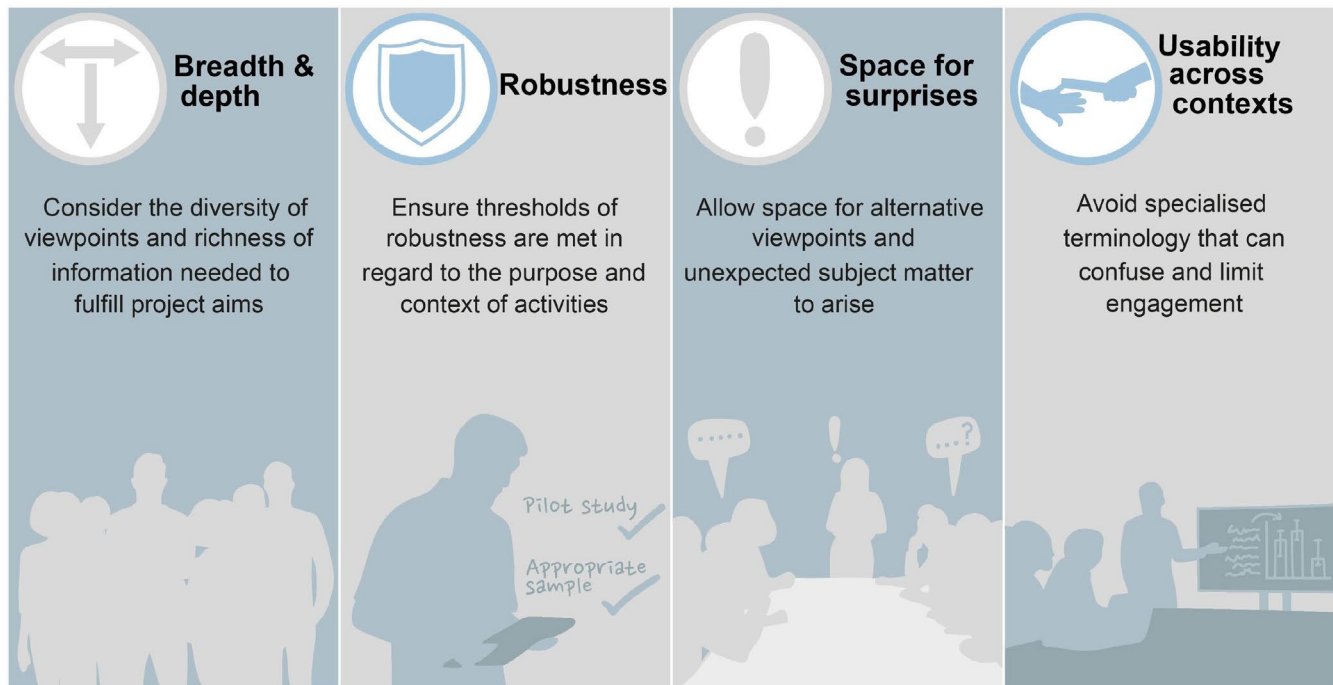 Breadth &
depth
Consider the diversity of
viewpoints and richness of
information needed to
fulfill project aims
Robustness
Ensure thresholds of
robustness are met in
regard to the purpose and
context of activities
Pilot study
Appropriate
sample
Space for
surprises
Allow space for alternative
viewpoints and
unexpected subject matter
to arise
.....
!
...?
Usability
across
contexts
Avoid specialised
terminology that can
confuse and limit
engagement